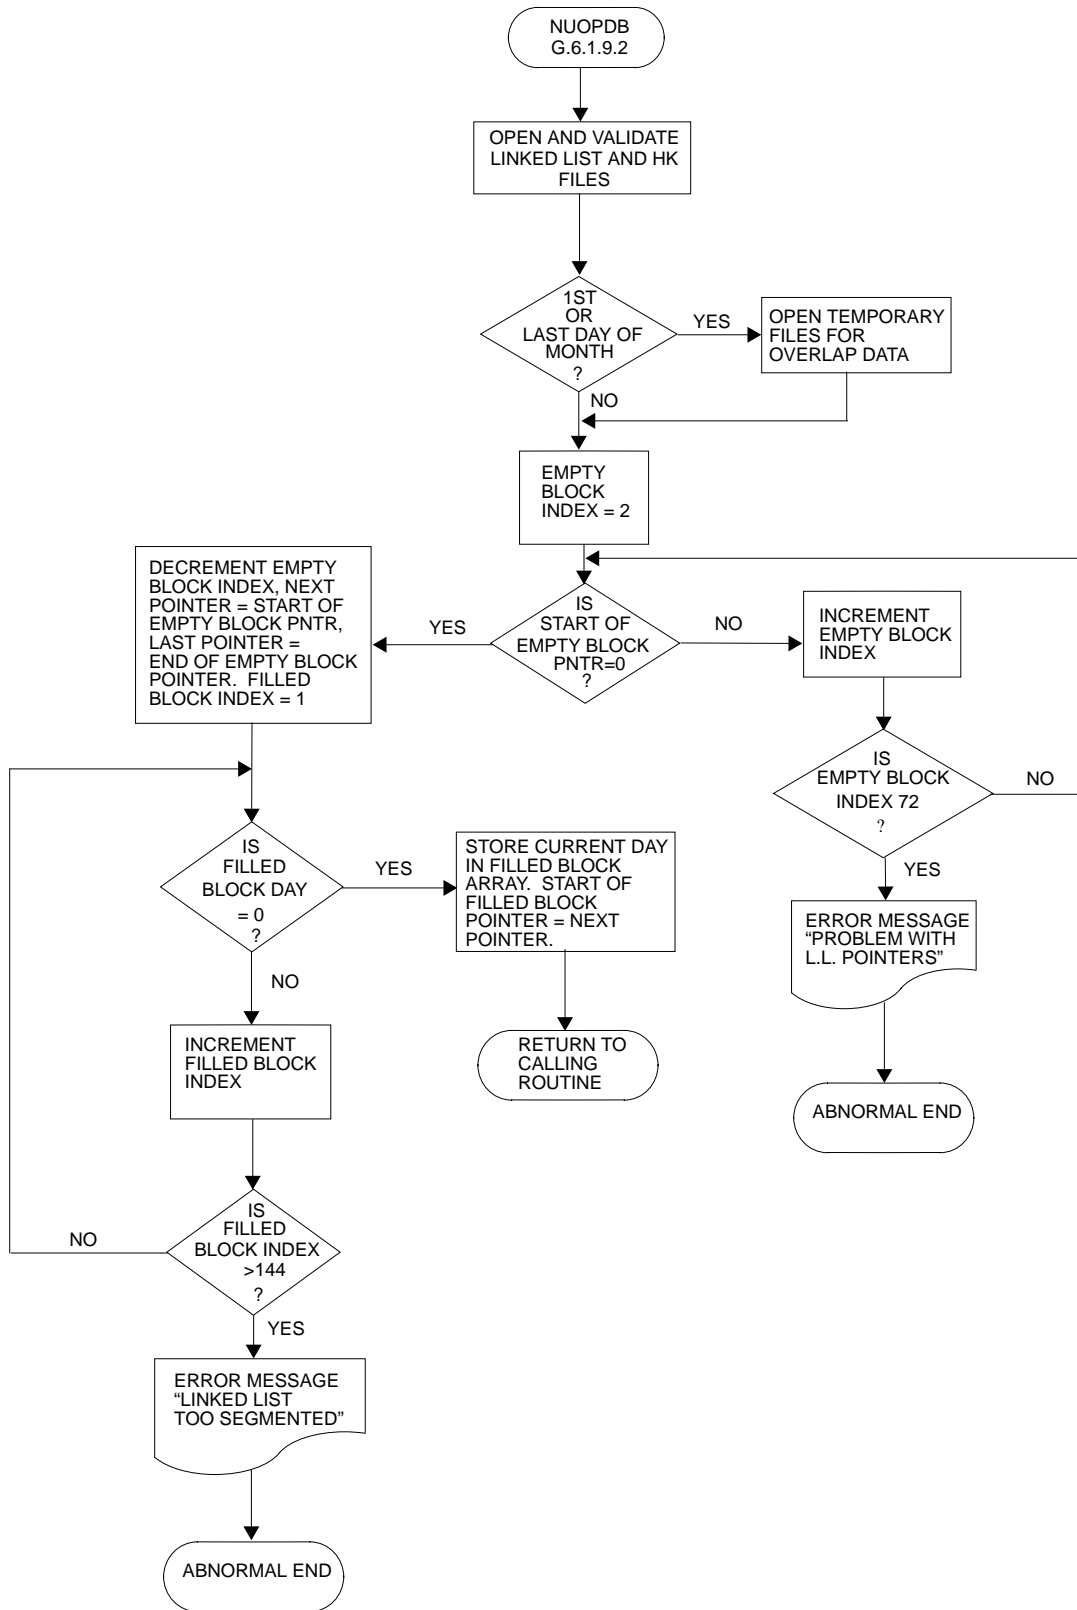 NUOPDB
G.6.1.9.2
OPEN AND VALIDATE
LINKED LIST AND HK
FILES
1ST
OR
LAST DAY OF
MONTH
?
YES
OPEN TEMPORARY
FILES FOR
OVERLAP DATA
NO
EMPTY
BLOCK
INDEX = 2
DECREMENT EMPTY
BLOCK INDEX, NEXT
POINTER = START OF
EMPTY BLOCK PNTR,
LAST POINTER =
END OF EMPTY BLOCK
POINTER.  FILLED
BLOCK INDEX = 1
YES
IS
START OF
EMPTY BLOCK
PNTR=0
?
NO
INCREMENT
EMPTY BLOCK
INDEX
IS
EMPTY BLOCK
INDEX 72
?
NO
YES
ERROR MESSAGE
“PROBLEM WITH
L.L. POINTERS”
ABNORMAL END
IS
FILLED
BLOCK DAY
= 0
?
YES
STORE CURRENT DAY
IN FILLED BLOCK
ARRAY.  START OF
FILLED BLOCK
POINTER = NEXT
POINTER.
RETURN TO
CALLING
ROUTINE
NO
INCREMENT
FILLED BLOCK
INDEX
IS
FILLED
BLOCK INDEX
>144
?
NO
YES
ERROR MESSAGE
“LINKED LIST
TOO SEGMENTED”
ABNORMAL END